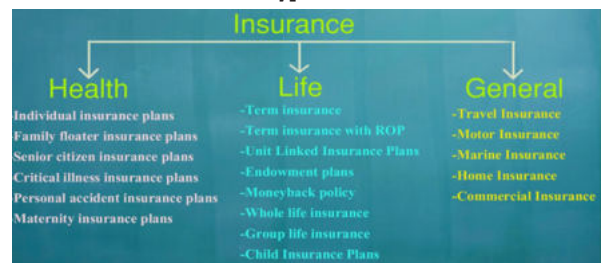 Insurance
Health
-Individual insurance plans
-Family floater insurance plans
-Senior citizen insurance plans
-Critical illness insurance plans
-Personal accident insurance plans
-Maternity insurance plans
Life
-Term insurance
-Term insurance with ROP
-Unit Linked Insurance Plans
-Endowment plans
-Moneyback policy
-Whole life insurance
-Group life insurance
-Child Insurance Plans
General
-Travel Insurance
-Motor Insurance
-Marine Insurance
-Home Insurance
-Commercial Insurance